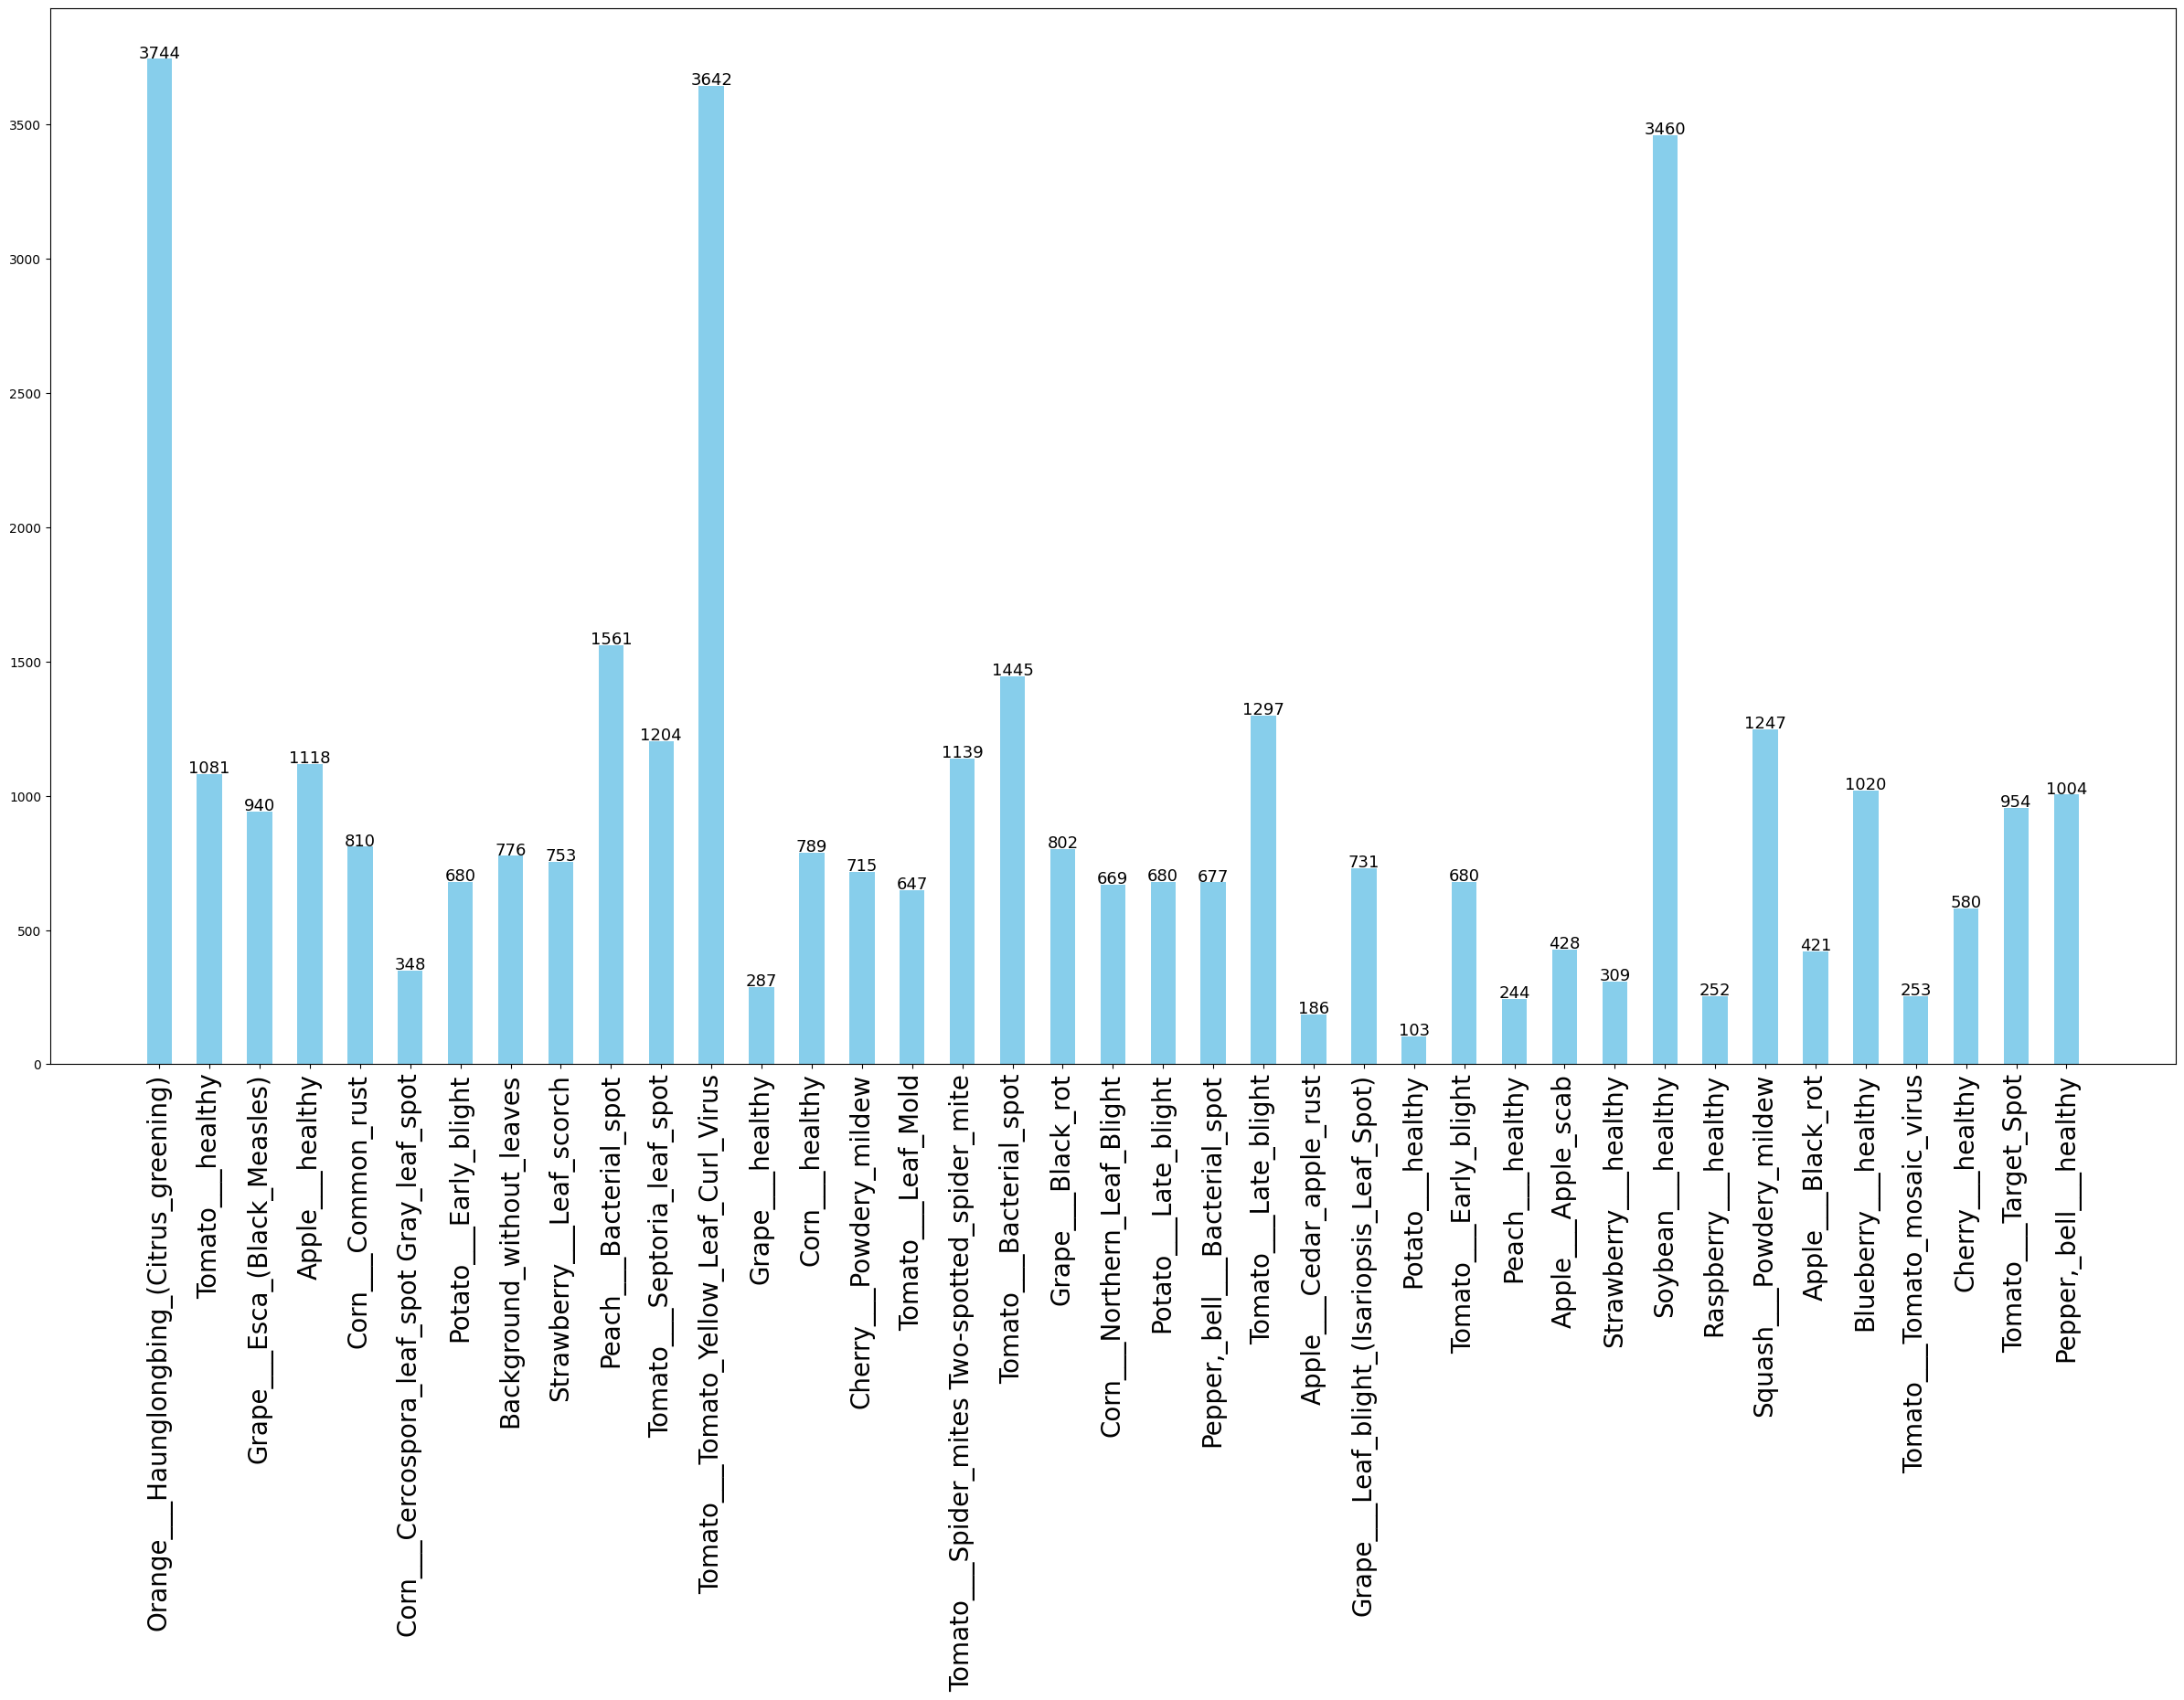 3500
3000
2500
2000
1500
1000
500
0
3744
1081
940
1118
810
348
680
776
753
1561
1204
3642
287
789
715
647
1139
1445
802
669
680
677
1297
186
731
103
680
244
428
309
3460
252
1247
421
1020
253
580
954
1004
Orange___Haunglongbing_(Citrus_greening)
Tomato___healthy
Grape___Esca_(Black_Measles)
Apple___healthy
Corn___Common_rust
Corn___Cercospora_leaf_spot Gray_leaf_spot
Potato___Early_blight
Background_without_leaves
Strawberry___Leaf_scorch
Peach___Bacterial_spot
Tomato___Septoria_leaf_spot
Tomato___Tomato_Yellow_Leaf_Curl_Virus
Grape___healthy
Corn___healthy
Cherry___Powdery_mildew
Tomato___Leaf_Mold
Tomato___Spider_mites Two-spotted_spider_mite
Tomato___Bacterial_spot
Grape___Black_rot
Corn___Northern_Leaf_Blight
Potato___Late_blight
Pepper,_bell___Bacterial_spot
Tomato___Late_blight
Apple___Cedar_apple_rust
Grape___Leaf_blight_(Isariopsis_Leaf_Spot)
Potato___healthy
Tomato___Early_blight
Peach___healthy
Apple___Apple_scab
Strawberry___healthy
Soybean___healthy
Raspberry___healthy
Squash___Powdery_mildew
Apple___Black_rot
Blueberry___healthy
Tomato___Tomato_mosaic_virus
Cherry___healthy
Tomato___Target_Spot
Pepper,_bell___healthy